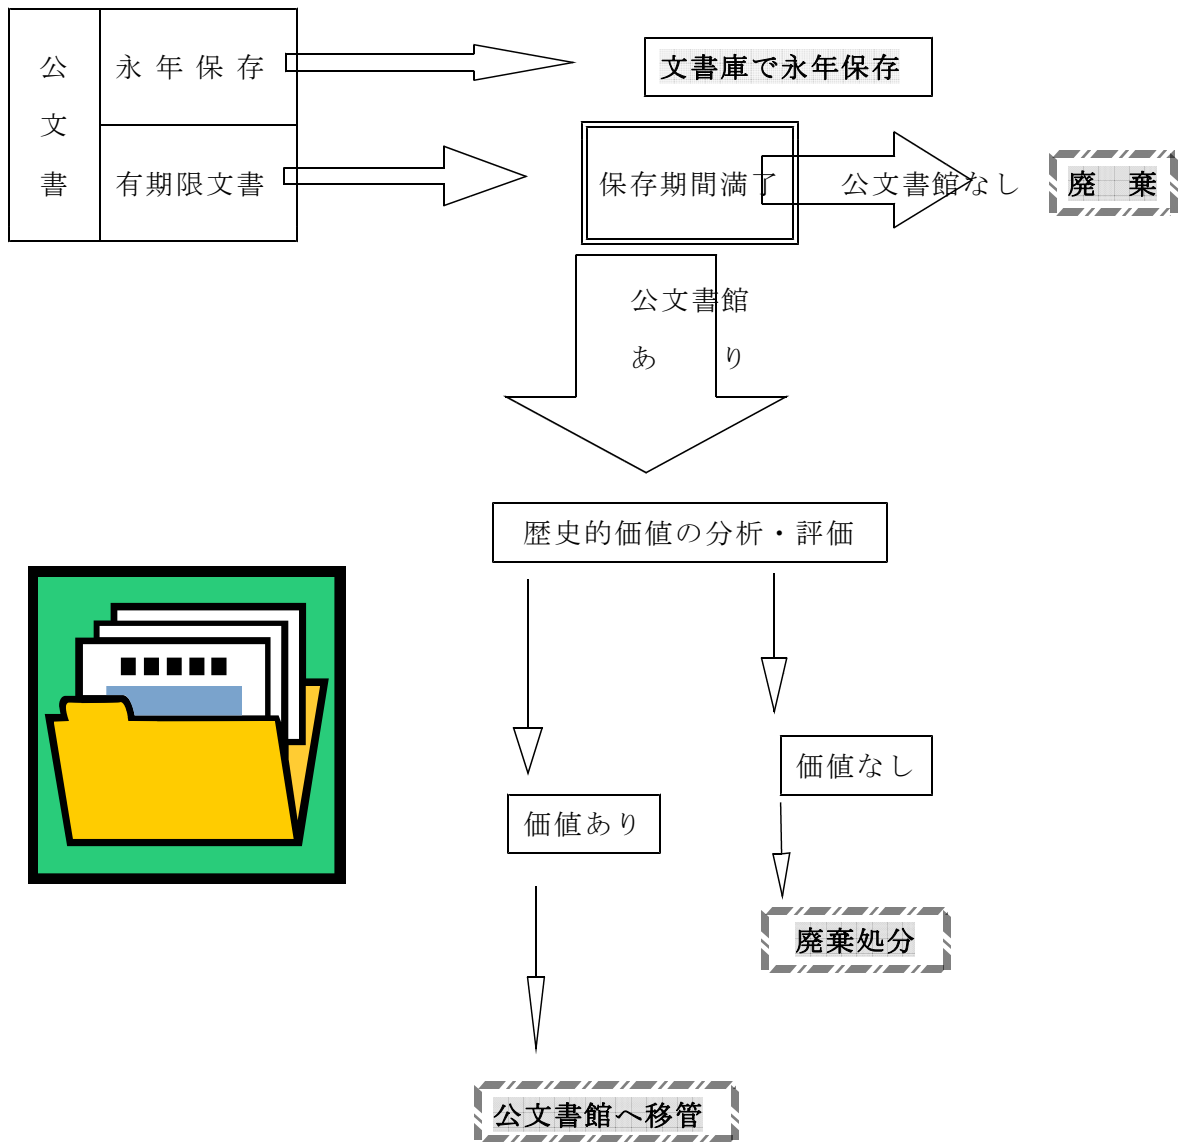 公文書
永年保存
文書庫で永年保存
有期限文書
保存期間満了
公文書館なし
廃　棄
公文書館
あ　　り
歴史的価値の分析・評価
価値なし
価値あり
廃棄処分
公文書館へ移管